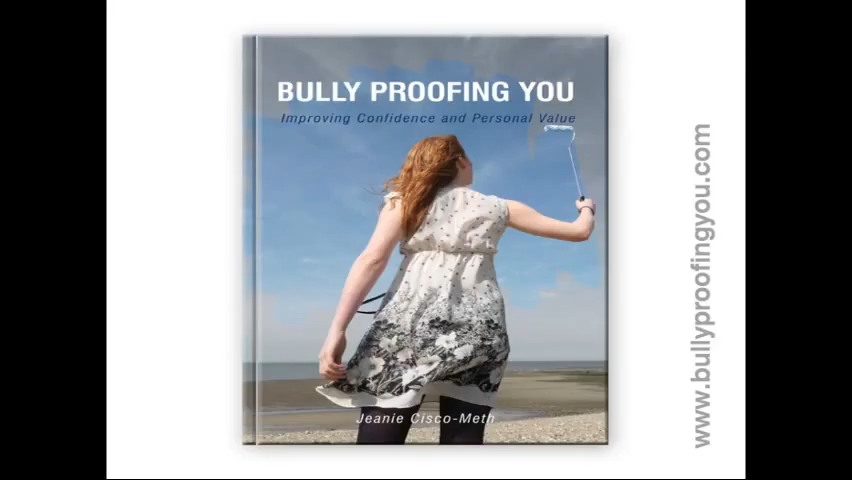 BULLY PROOFING YOU
Improving Confidence and Personal Value
Jeanie Cisco-Meth
www.bullyproofingyou.com